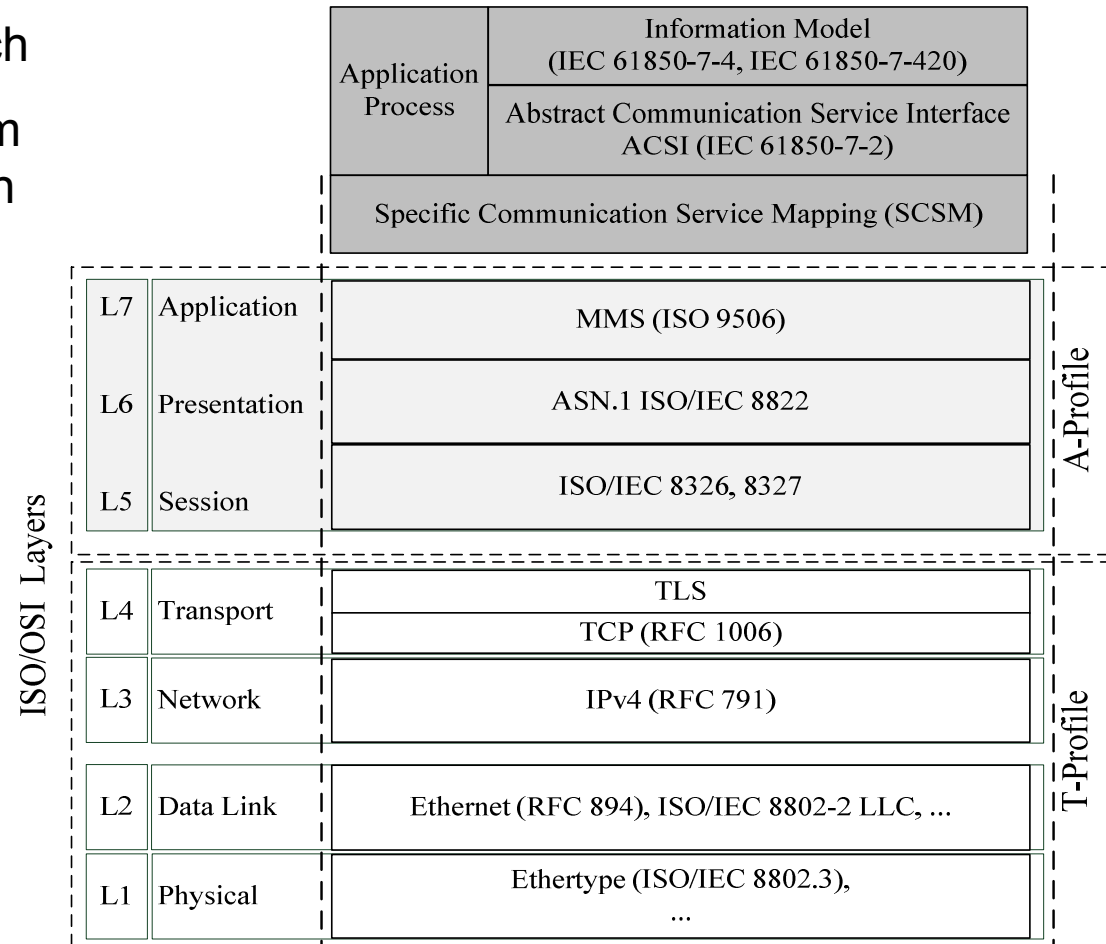 ch
m
n
Application
Process
Information Model
(IEC 61850-7-4, IEC 61850-7-420)
Abstract Communication Service Interface
ACSI (IEC 61850-7-2)
Specific Communication Service Mapping (SCSM)
ISO/OSI Layers
L7 Application
MMS (ISO 9506)
L6 Presentation
ASN.1 ISO/IEC 8822
L5 Session
ISO/IEC 8326, 8327
A-Profile
L4 Transport
TLS
TCP (RFC 1006)
L3 Network
IPv4 (RFC 791)
L2 Data Link
Ethernet (RFC 894), ISO/IEC 8802-2 LLC, ...
L1 Physical
Ethertype (ISO/IEC 8802.3),
...
T-Profile